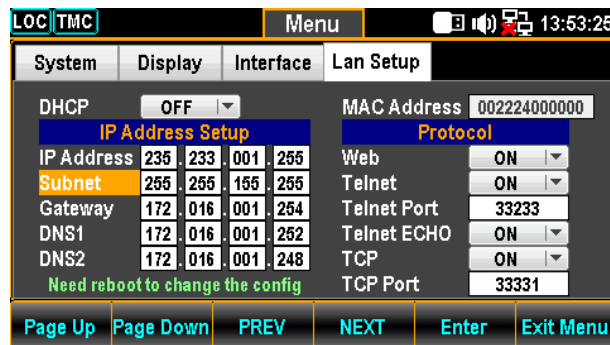 LOC TMC Menu 13:53:25
System Display Interface Lan Setup
DHCP OFF MAC Address 002224000000
IP Address Setup Protocol
IP Address 235 . 233 . 001 . 255 Web ON
Subnet 255 . 255 . 155 . 255 Telnet ON
Gateway 172 . 016 . 001 . 254 Telnet Port 33233
DNS1 172 . 016 . 001 . 252 Telnet ECHO ON
DNS2 172 . 016 . 001 . 248 TCP ON
Need reboot to change the config TCP Port 33331
Page Up Page Down PREV NEXT Enter Exit Menu